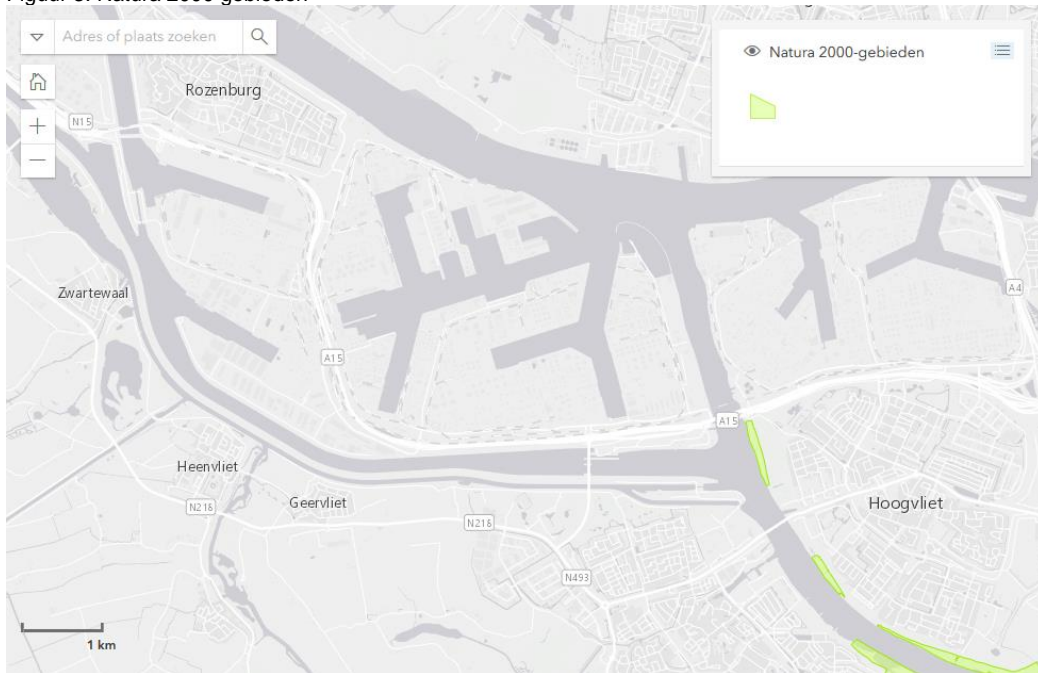 Adres of plaats zoeken
Natura 2000-gebieden
Rozenburg
N15
A4
Zwartewaal
A15
A15
Heenvliet
Geervliet
Hoogvliet
N218
N218
N493
1 km